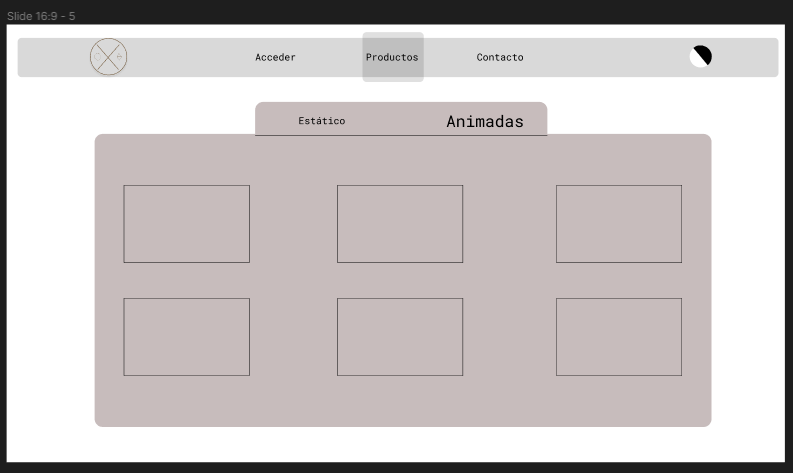 Slide 16:9 - 5
Acceder Productos Contacto
Estático Animadas